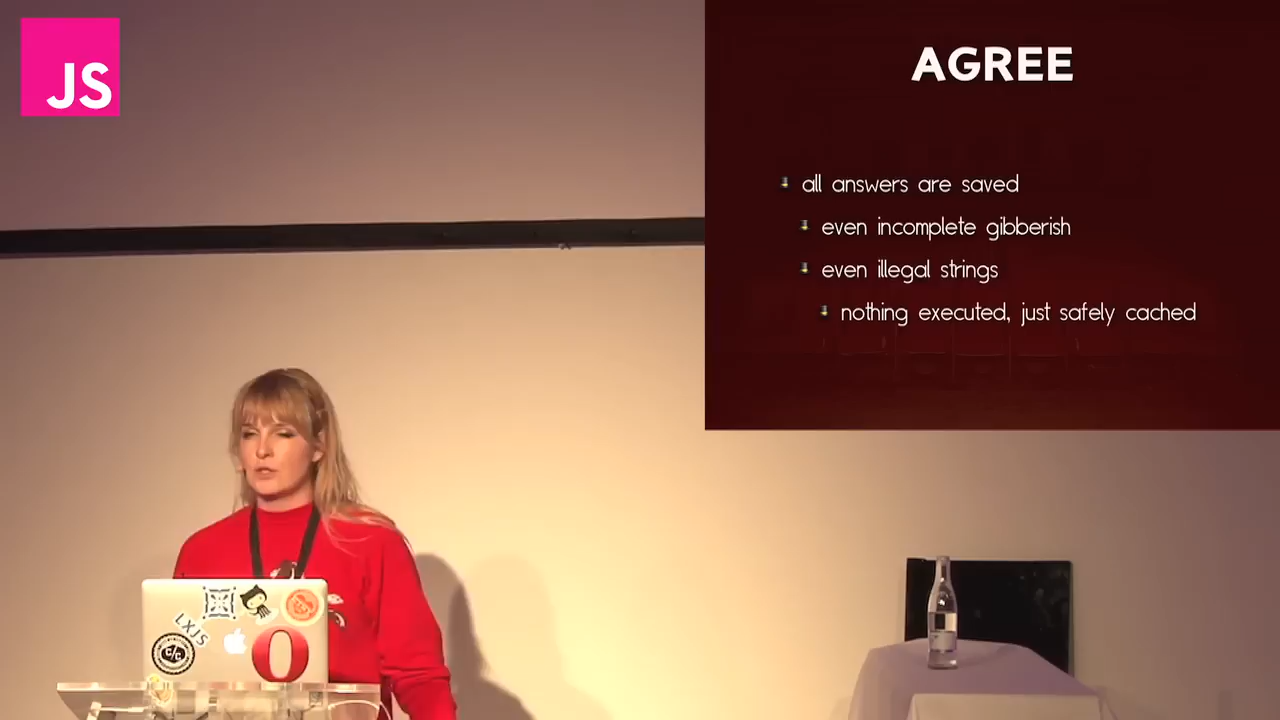 JS
AGREE
all answers are saved
even incomplete gibberish
even illegal strings
nothing executed, just safely cached
LXJS
C/C